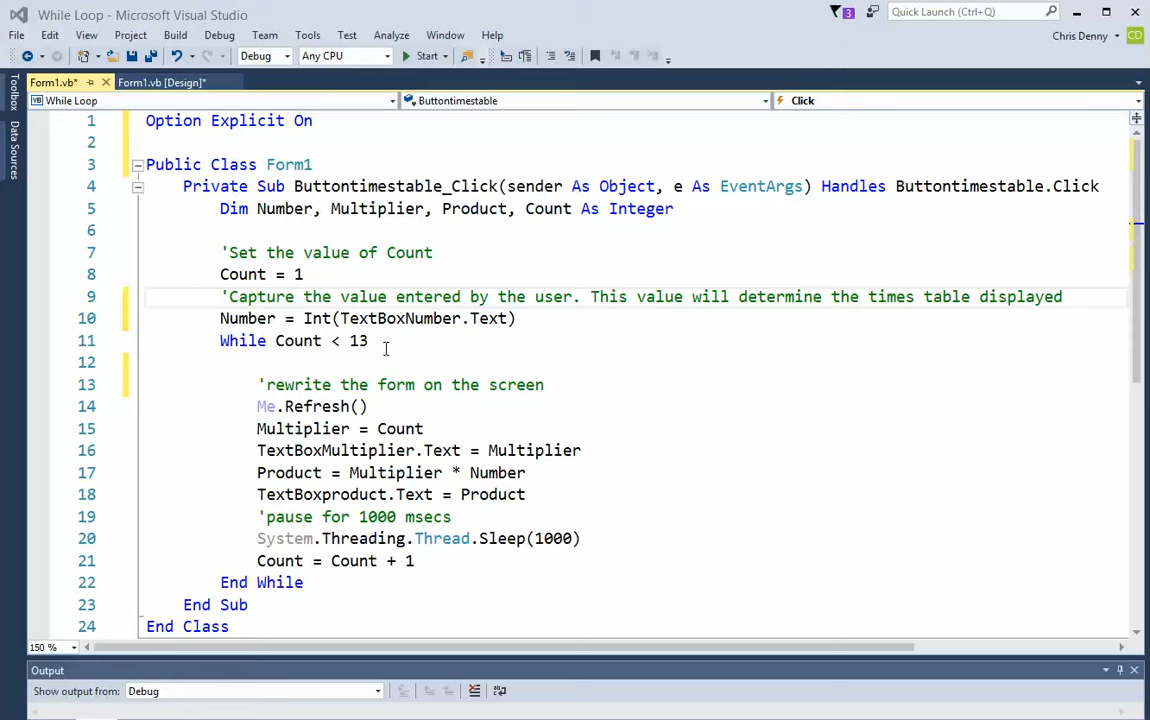 While Loop - Microsoft Visual Studio
3
Quick Launch (Ctrl+Q)
File Edit View Project Build Debug Team Tools Test Analyze Window Help
Chris Denny CD
Debug Any CPU Start
Form1.vb* Form1.vb [Design]*
Toolbox
Data Sources
VB While Loop Buttontimestable Click
1 Option Explicit On
2
3 Public Class Form1
4 Private Sub Buttontimestable_Click(sender As Object, e As EventArgs) Handles Buttontimestable.Click
5 Dim Number, Multiplier, Product, Count As Integer
6
7 'Set the value of Count
8 Count = 1
9 'Capture the value entered by the user. This value will determine the times table displayed
10 Number = Int(TextBoxNumber.Text)
11 While Count < 13
12
13 'rewrite the form on the screen
14 Me.Refresh()
15 Multiplier = Count
16 TextBoxMultiplier.Text = Multiplier
17 Product = Multiplier * Number
18 TextBoxproduct.Text = Product
19 'pause for 1000 msecs
20 System.Threading.Thread.Sleep(1000)
21 Count = Count + 1
22 End While
23 End Sub
24 End Class
150 %
Output
Show output from: Debug